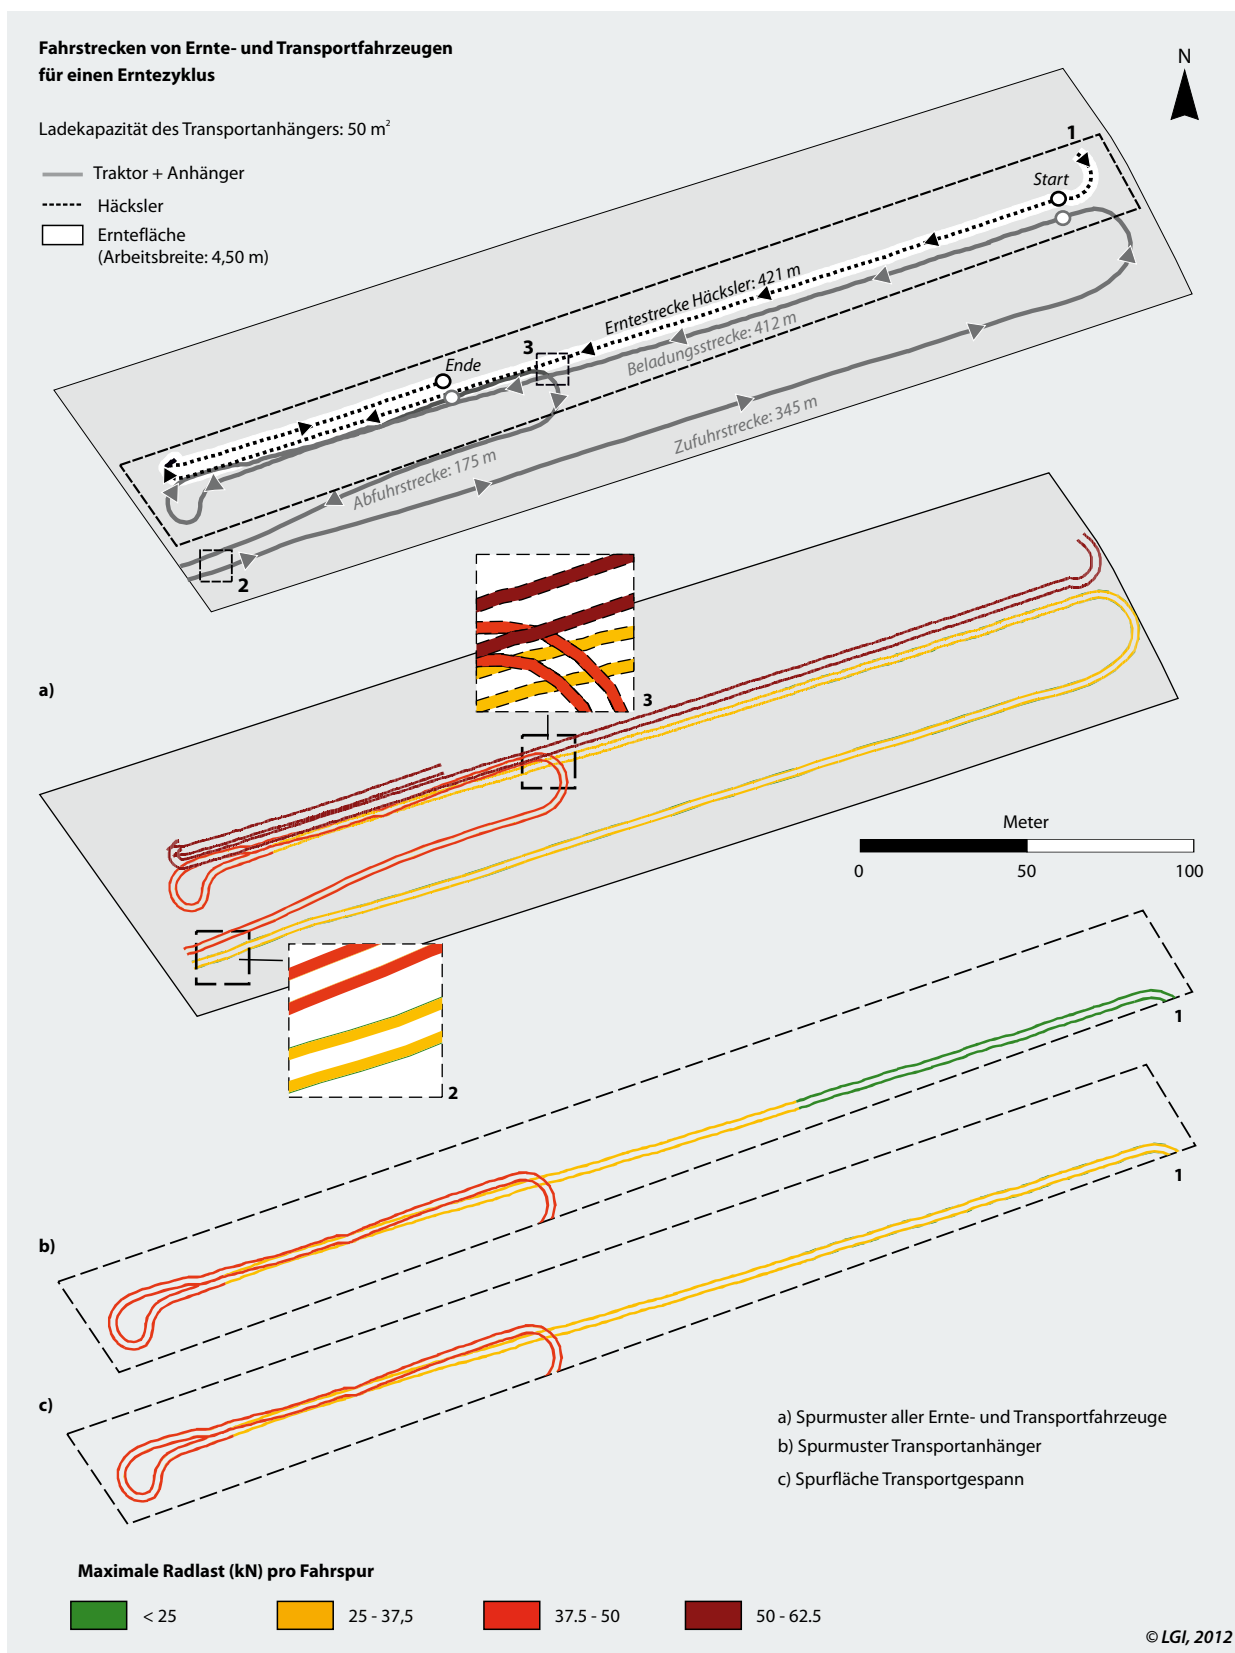 Fahrstrecken von Ernte- und Transportfahrzeugen
für einen Erntezyklus
Ladekapazität des Transportanhängers: 50 m²
Traktor + Anhänger
Häcksler
Erntefläche
(Arbeitsbreite: 4,50 m)
N
1
Start
Erntestrecke Häcksler: 421 m
Beladungsstrecke: 412 m
3
Ende
Zufuhrstrecke: 345 m
Abfuhrstrecke: 175 m
2
a)
3
Meter
0
50
100
2
1
b)
1
c)
a) Spurmuster aller Ernte- und Transportfahrzeuge
b) Spurmuster Transportanhänger
c) Spurfläche Transportgespann
Maximale Radlast (kN) pro Fahrspur
< 25
25 - 37,5
37.5 - 50
50 - 62.5
© LGI, 2012